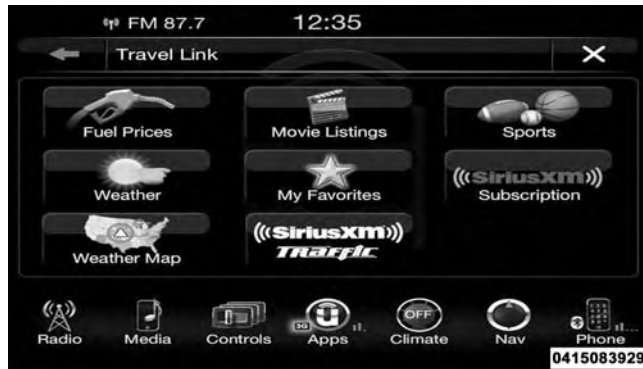 FM 87.7 12:35
Travel Link
Fuel Prices Movie Listings Sports
((SiriusXM))
Weather My Favorites Subscription
((SiriusXM))
Traffic
Weather Map
OFF
3G
Radio Media Controls Apps Climate Nav Phone
0415083929